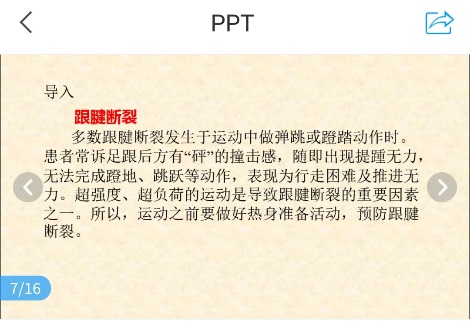 PPT
导入
跟腱断裂
多数跟腱断裂发生于运动中做弹跳或蹬踏动作时。
患者常诉足跟后方有“砰”的撞击感，随即出现提踵无力，
无法完成蹬地、跳跃等动作，表现为行走困难及推进无
力。超强度、超负荷的运动是导致跟腱断裂的重要因素
之一。所以，运动之前要做好热身准备活动，预防跟腱
断裂。
7/16